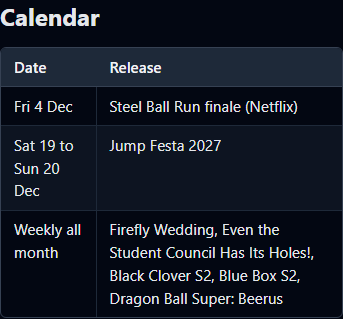 Calendar
Date Release
Fri 4 Dec Steel Ball Run finale (Netflix)
Sat 19 to Jump Festa 2027
Sun 20
Dec
Weekly all Firefly Wedding, Even the
month Student Council Has Its Holes!,
Black Clover S2, Blue Box S2,
Dragon Ball Super: Beerus